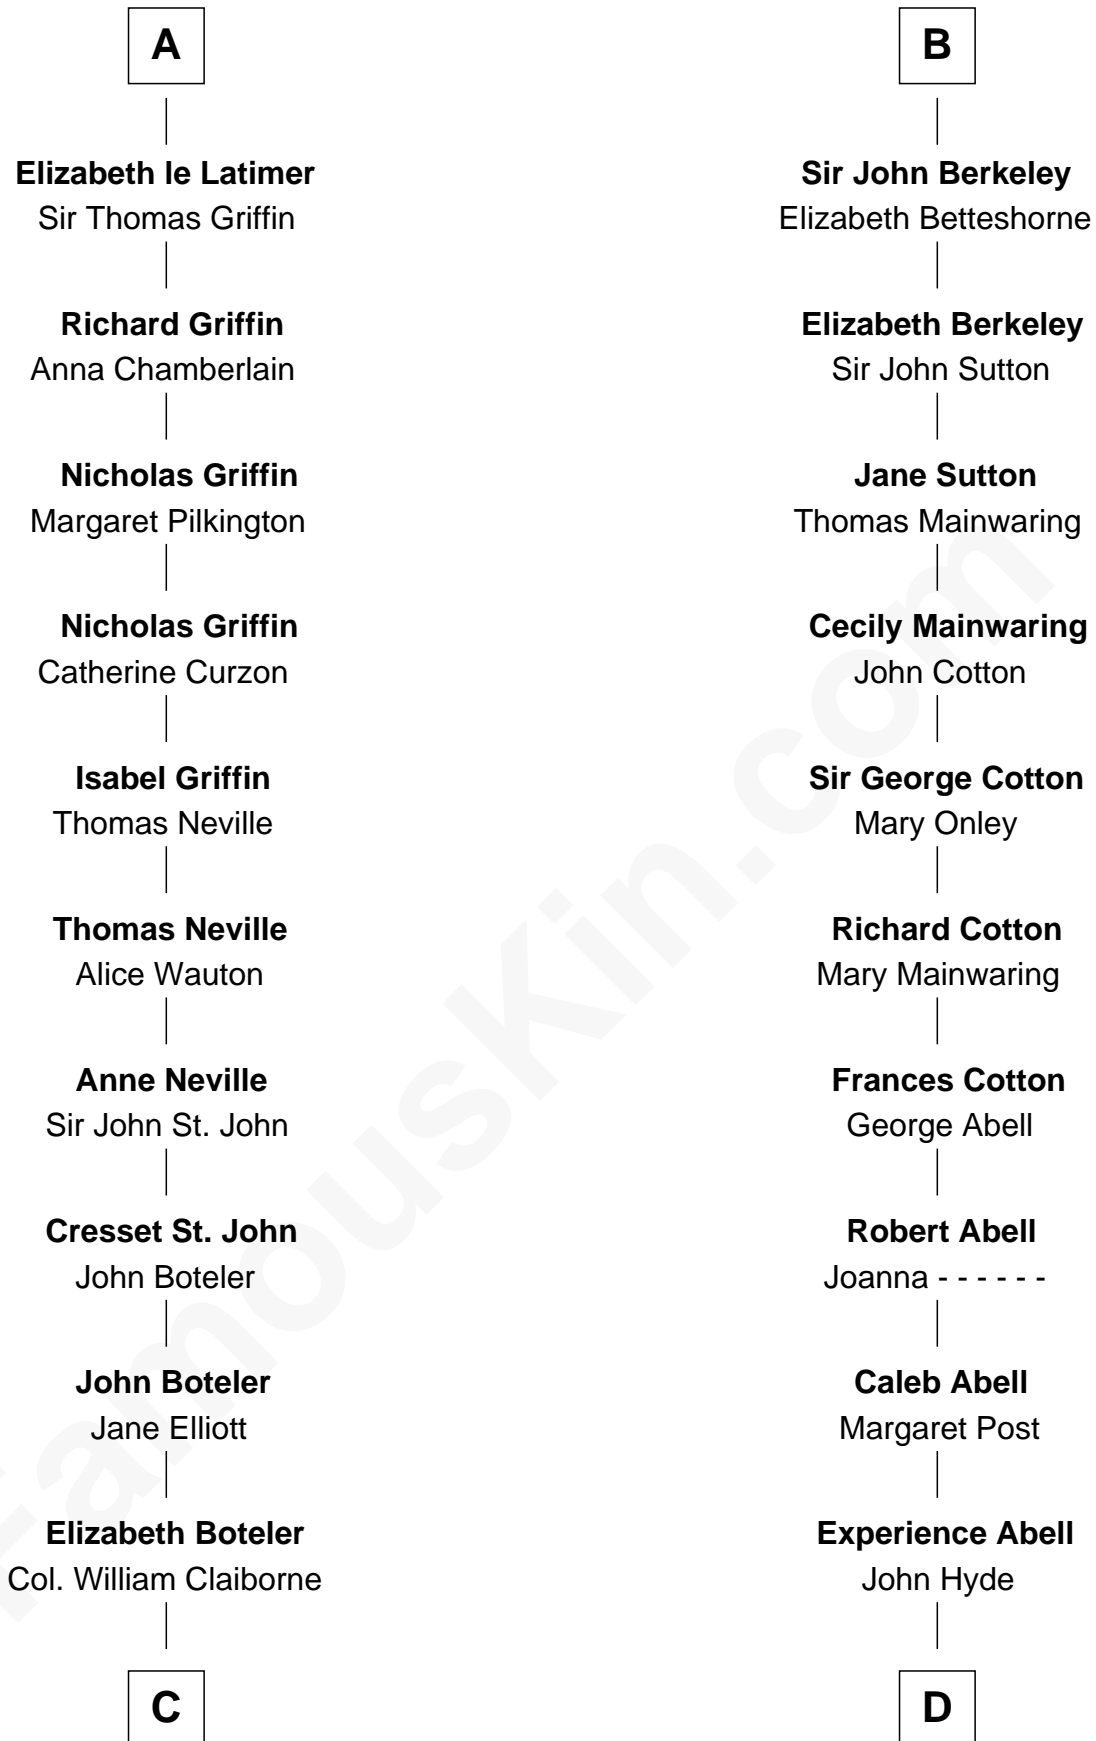 A
Elizabeth le Latimer
Sir Thomas Griffin
Richard Griffin
Anna Chamberlain
Nicholas Griffin
Margaret Pilkington
Nicholas Griffin
Catherine Curzon
Isabel Griffin
Thomas Neville
Thomas Neville
Alice Wauton
Anne Neville
Sir John St. John
Cresset St. John
John Boteler
John Boteler
Jane Elliott
Elizabeth Boteler
Col. William Claiborne
C
B
Sir John Berkeley
Elizabeth Betteshorne
Elizabeth Berkeley
Sir John Sutton
Jane Sutton
Thomas Mainwaring
Cecily Mainwaring
John Cotton
Sir George Cotton
Mary Onley
Richard Cotton
Mary Mainwaring
Frances Cotton
George Abell
Robert Abell
Joanna - - - - - -
Caleb Abell
Margaret Post
Experience Abell
John Hyde
D
FamousKin.com